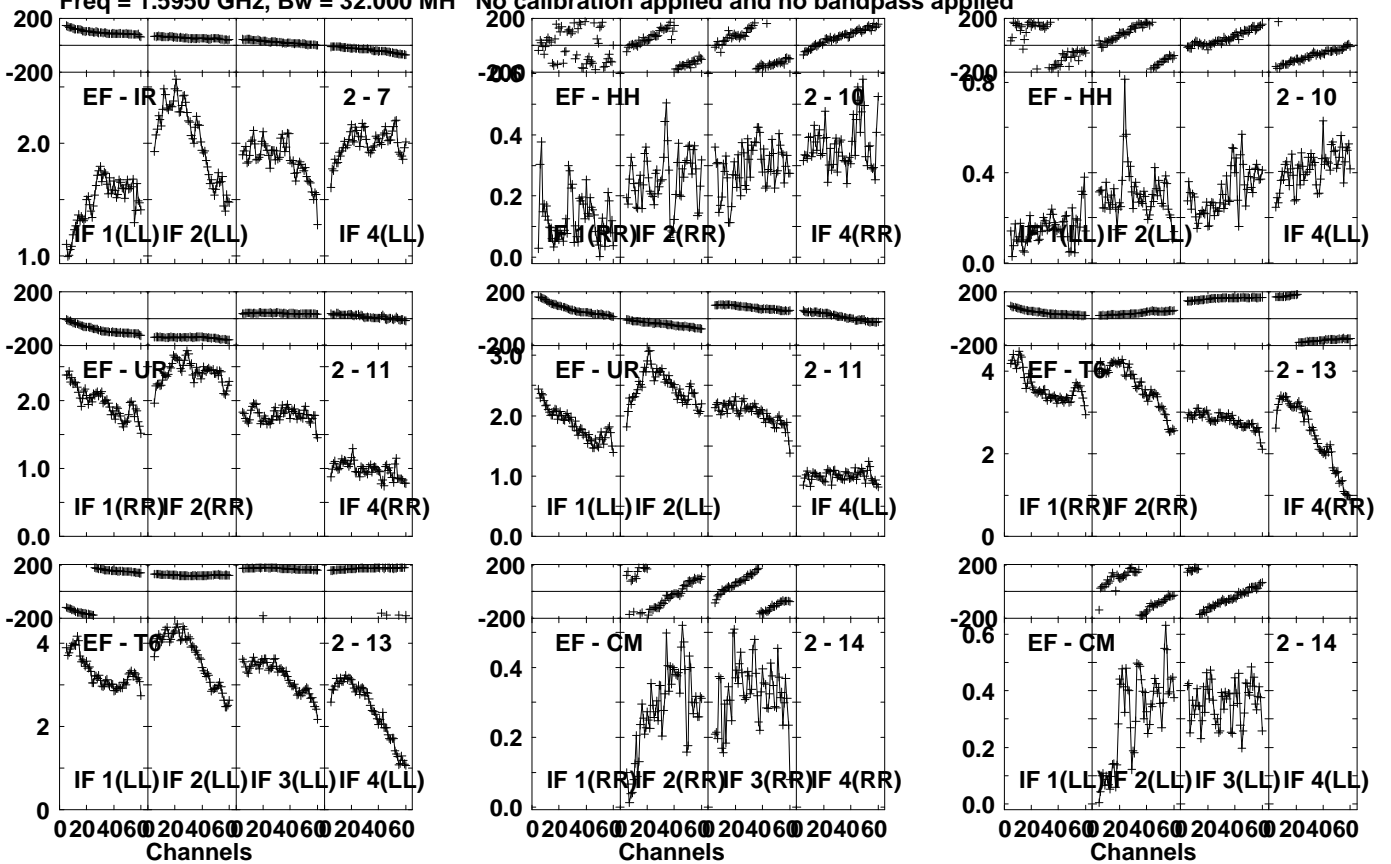 Freq = 1.5950 GHz, Bw = 32.000 MH No calibration applied and no bandpass applied
200
-200
EF - IR 2 - 7
2.0
1.0
IF 1(LL) IF 2(LL) IF 4(LL)
200
-200
0.6
EF - HH 2 - 10
0.4
0.2
0.0
IF 1(RR) IF 2(RR) IF 4(RR)
200
-200
0.8
EF - HH 2 - 10
0.4
0.0
IF 1(LL) IF 2(LL) IF 4(LL)
200
-200
EF - UR 2 - 11
2.0
1.0
0.0
IF 1(RR) IF 2(RR) IF 4(RR)
200
-200
3.0
EF - UR 2 - 11
2.0
1.0
0.0
IF 1(LL) IF 2(LL) IF 4(LL)
200
-200
EF - T6 2 - 13
4
2
0
IF 1(RR) IF 2(RR) IF 4(RR)
200
-200
EF - T6 2 - 13
4
2
0
IF 1(LL) IF 2(LL) IF 3(LL) IF 4(LL)
0 20 40 60 0 20 40 60 0 20 40 60 0 20 40 60
Channels
200
-200
EF - CM 2 - 14
0.4
0.2
0.0
IF 1(RR) IF 2(RR) IF 3(RR) IF 4(RR)
0 20 40 60 0 20 40 60 0 20 40 60 0 20 40 60
Channels
200
-200
0.6
EF - CM 2 - 14
0.4
0.2
0.0
IF 1(LL) IF 2(LL) IF 3(LL) IF 4(LL)
0 20 40 60 0 20 40 60 0 20 40 60 0 20 40 60
Channels